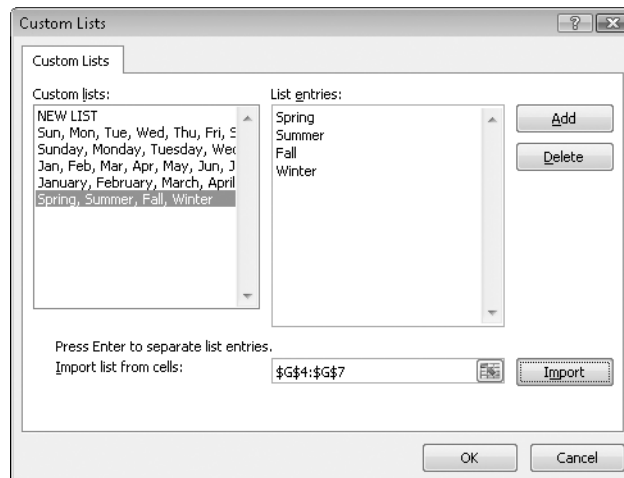 Custom Lists
Custom Lists
Custom lists:
NEW LIST
Sun, Mon, Tue, Wed, Thu, Fri, S
Sunday, Monday, Tuesday, Wed
Jan, Feb, Mar, Apr, May, Jun, J
January, February, March, April
Spring, Summer, Fall, Winter
List entries:
Spring
Summer
Fall
Winter
Add
Delete
Press Enter to separate list entries.
Import list from cells:
$G$4:$G$7
Import
OK
Cancel